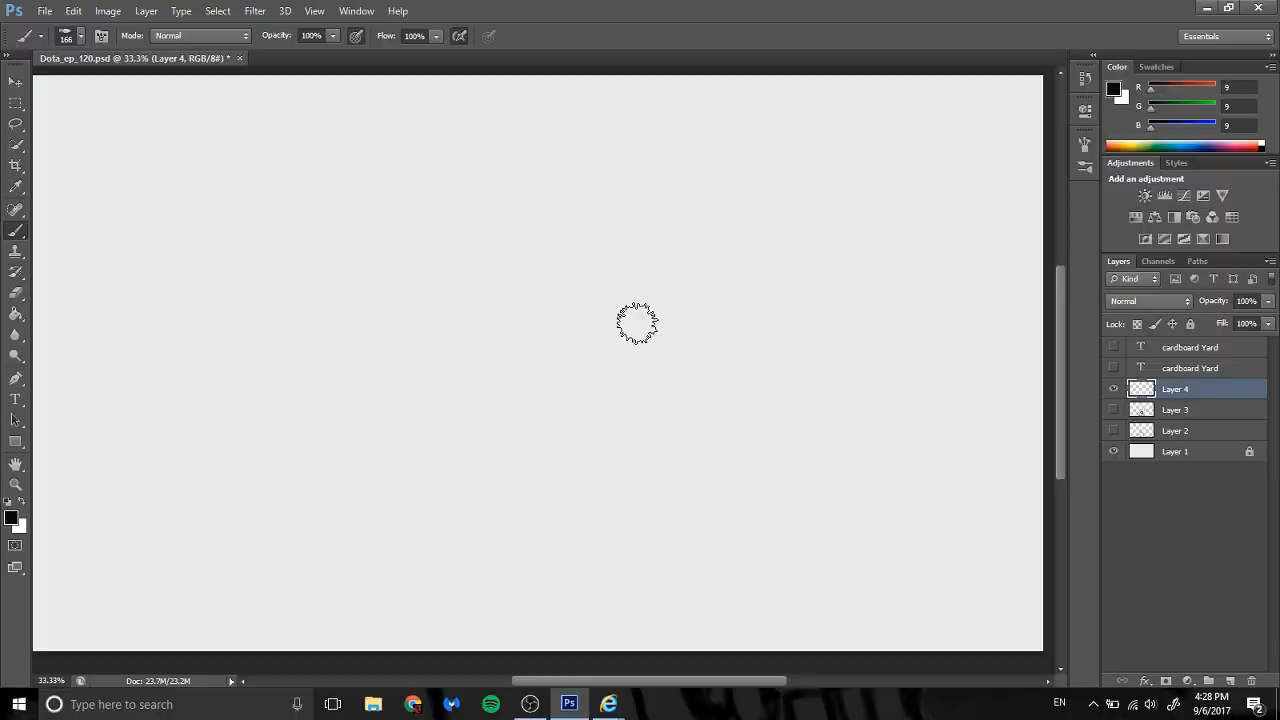 Ps File Edit Image Layer Type Select Filter 3D View Window Help
166 Mode: Normal Opacity: 100% Flow: 100% Essentials
Dota_ep_120.psd @ 33.3% (Layer 4, RGB/8#) * ×
Color Swatches
R 9
G 9
B 9
Adjustments Styles
Add an adjustment
Layers Channels Paths
Kind
Normal Opacity: 100%
Lock: Fill: 100%
T cardboard Yard
T cardboard Yard
Layer 4
Layer 3
Layer 2
Layer 1
33.33% Doc: 23.7M/23.2M
Type here to search
Ps
EN
4:28 PM
9/6/2017
2